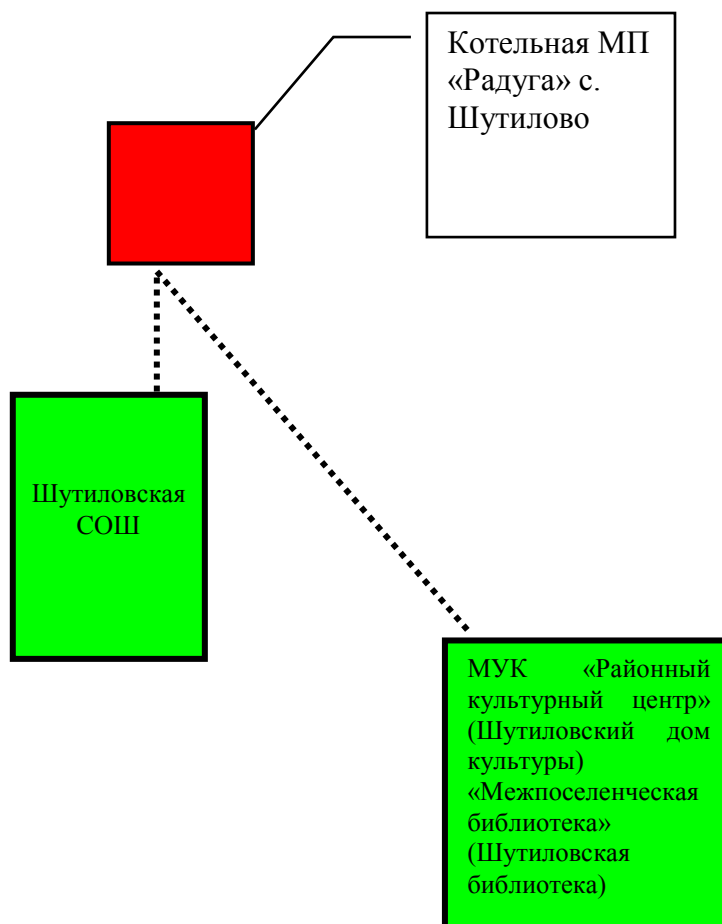 Котельная МП
«Радуга» с.
Шутилово
Шутиловская
СОШ
МУК «Районный
культурный центр»
(Шутиловский дом
культуры)
«Межпоселенческая
библиотека»
(Шутиловская
библиотека)